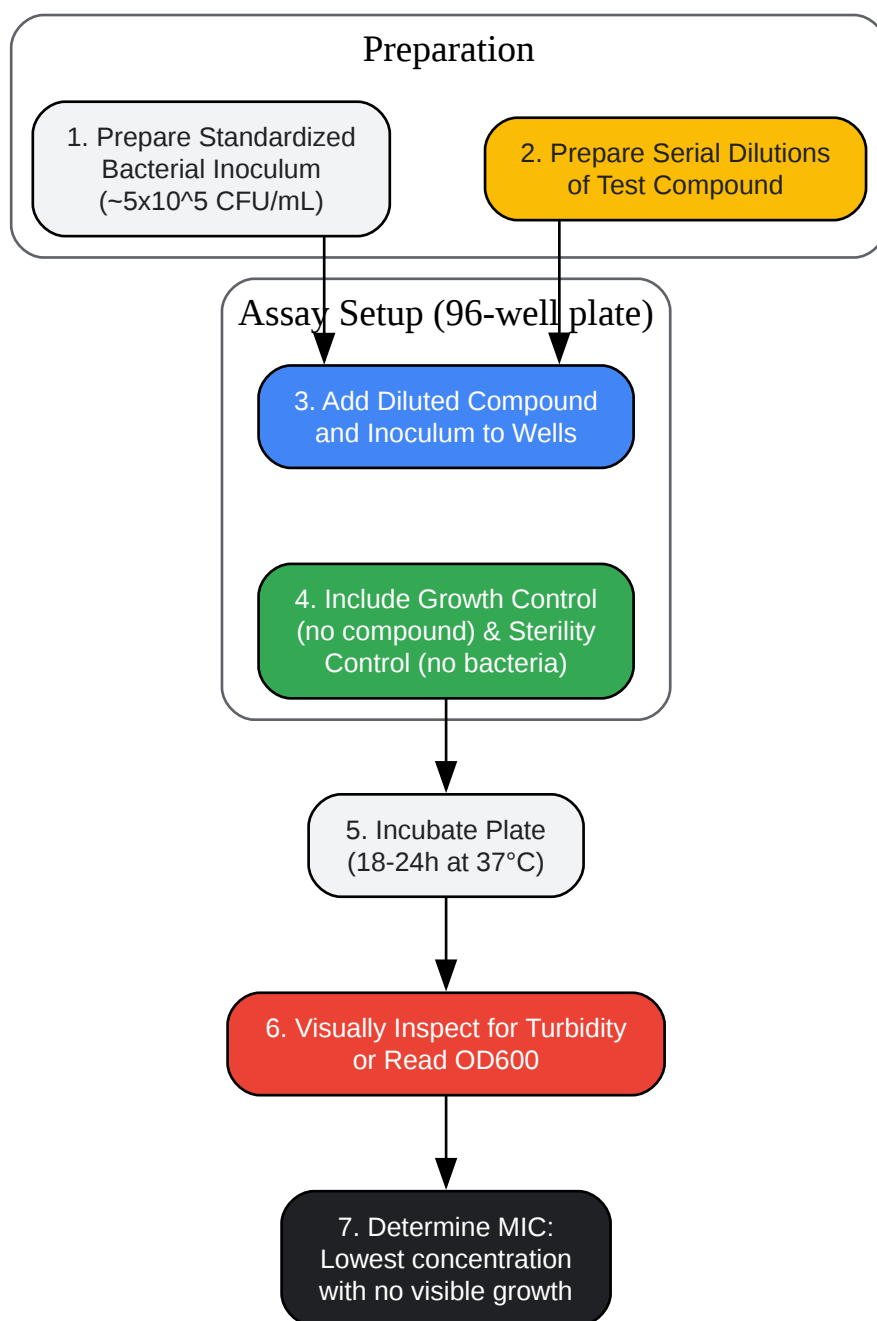 Preparation
1. Prepare Standardized
Bacterial Inoculum
(~5x10^5 CFU/mL)
2. Prepare Serial Dilutions
of Test Compound
Assay Setup (96-well plate)
3. Add Diluted Compound
and Inoculum to Wells
4. Include Growth Control
(no compound) & Sterility
Control (no bacteria)
5. Incubate Plate
(18-24h at 37°C)
6. Visually Inspect for Turbidity
or Read OD600
7. Determine MIC:
Lowest concentration
with no visible growth